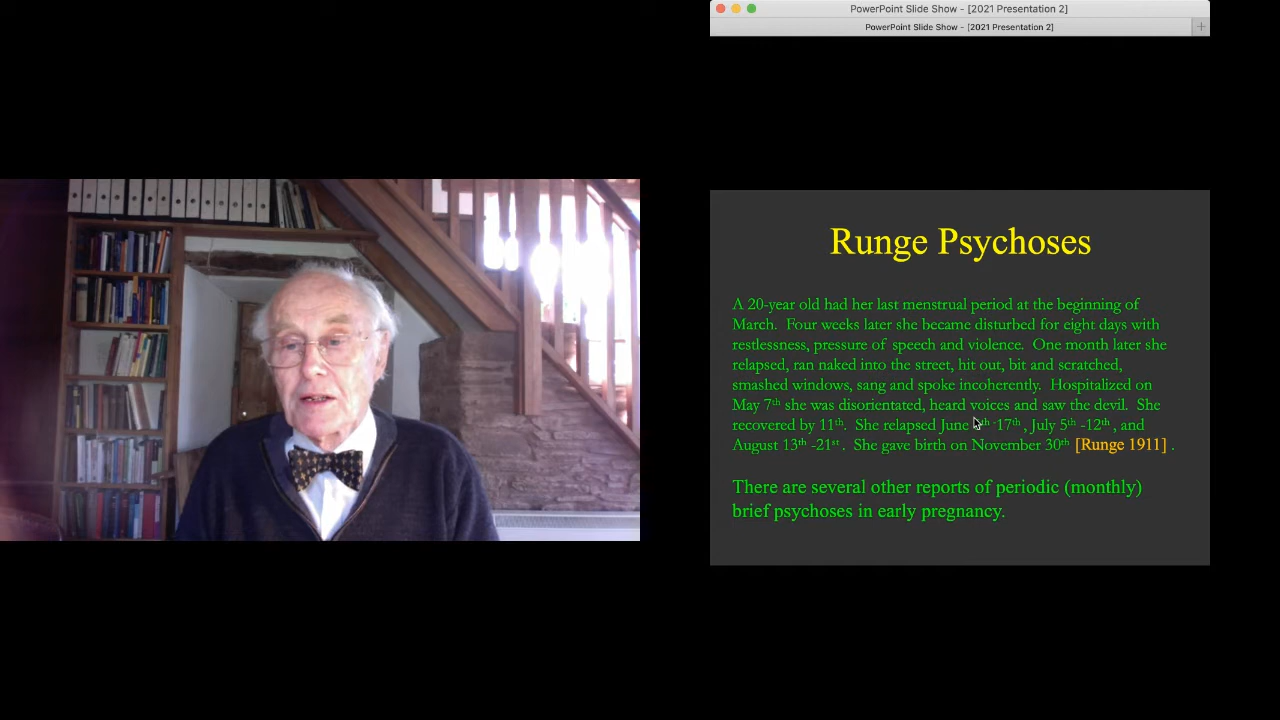 PowerPoint Slide Show - [2021 Presentation 2]
PowerPoint Slide Show - [2021 Presentation 2]
Runge Psychoses
A 20-year old had her last menstrual period at the beginning of
March. Four weeks later she became disturbed for eight days with
restlessness, pressure of speech and violence. One month later she
relapsed, ran naked into the street, hit out, bit and scratched,
smashed windows, sang and spoke incoherently. Hospitalized on
May 7th she was disorientated, heard voices and saw the devil. She
recovered by 11th. She relapsed June -17th, July 5th -12th, and
August 13th -21st. She gave birth on November 30th [Runge 1911] .
There are several other reports of periodic (monthly)
brief psychoses in early pregnancy.